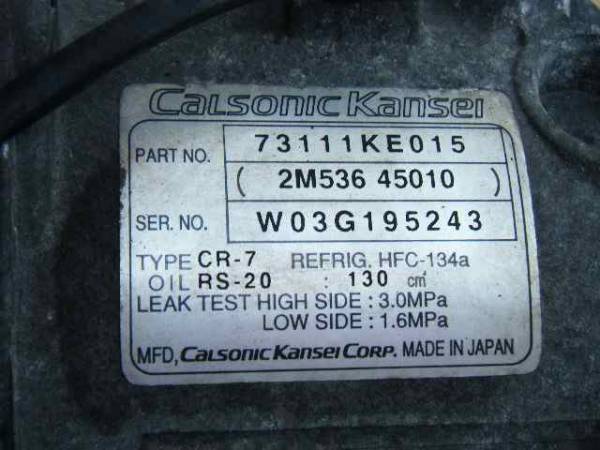 CALSONIC KANSEI
PART NO. 73111KE015
( 2M536 45010 )
SER. NO. W03G195243
TYPE CR-7 REFRIG. HFC-134a
OIL RS-20 : 130 cm³
LEAK TEST HIGH SIDE : 3.0MPa
LOW SIDE : 1.6MPa
MFD, CALSONIC KANSEI CORP. MADE IN JAPAN